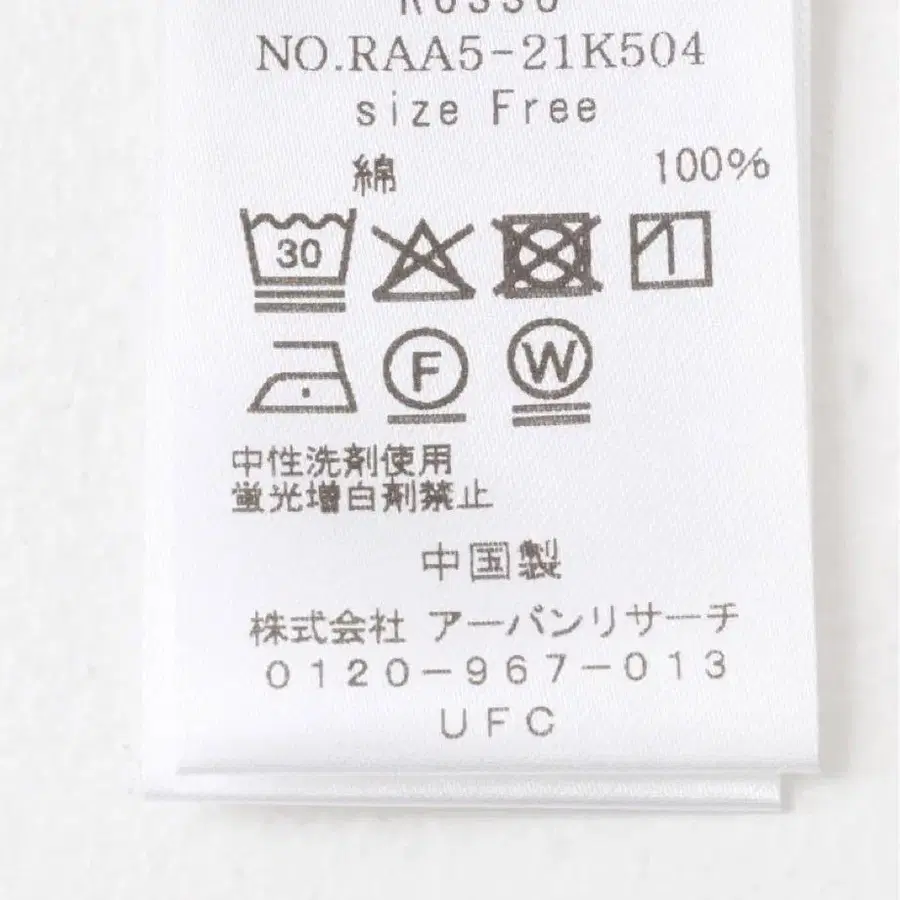 Rosso
NO.RAA5-21K504
size Free
綿 100%
30
F W
中性洗剤使用
蛍光増白剤禁止
中国製
株式会社 アーバンリサーチ
0120-967-013
UFC